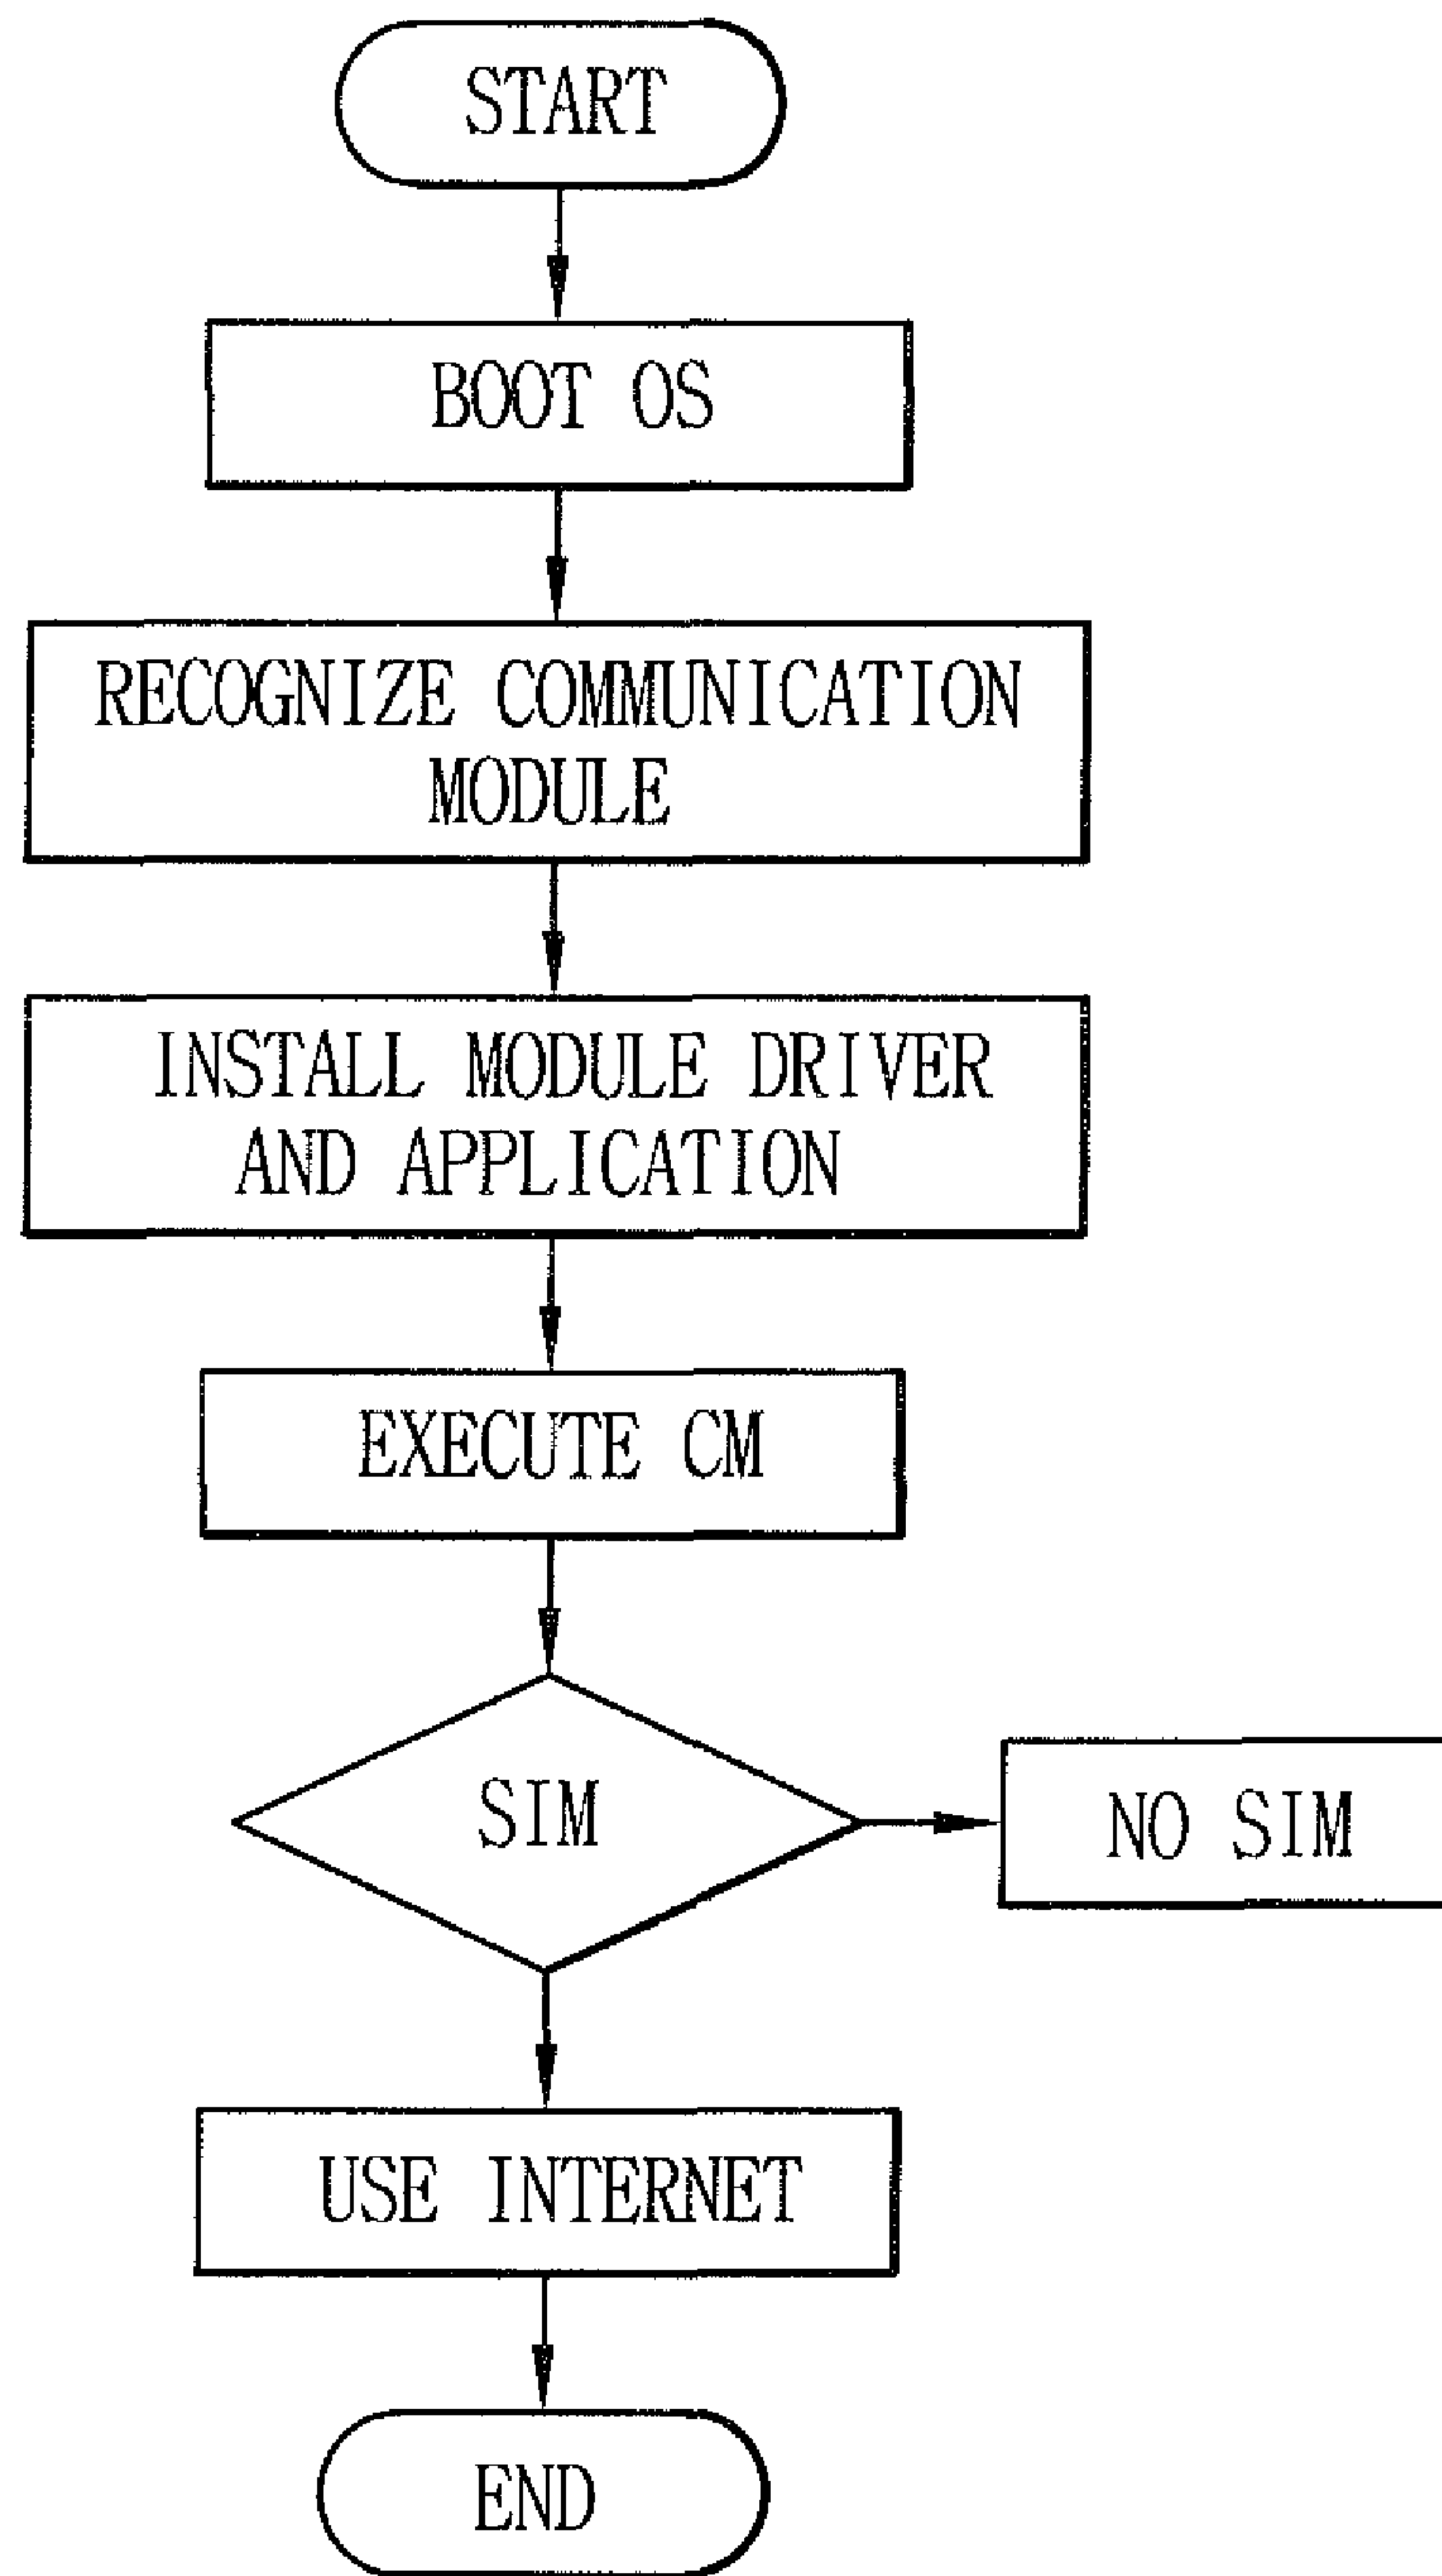 START
BOOT OS
RECOGNIZE COMMUNICATION
MODULE
INSTALL MODULE DRIVER
AND APPLICATION
EXECUTE CM
SIM
NO SIM
USE INTERNET
END